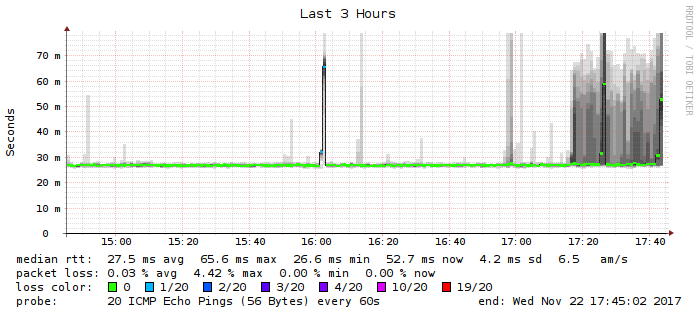 Last 3 Hours
RRDTOOL / TOBI OETIKER
Seconds
70 m
60 m
50 m
40 m
30 m
20 m
10 m
0
15:00 15:20 15:40 16:00 16:20 16:40 17:00 17:20 17:40
median rtt: 27.5 ms avg 65.6 ms max 26.6 ms min 52.7 ms now 4.2 ms sd 6.5 am/s
packet loss: 0.03 % avg 4.42 % max 0.00 % min 0.00 % now
loss color: 0 1/20 2/20 3/20 4/20 10/20 19/20
probe: 20 ICMP Echo Pings (56 Bytes) every 60s end: Wed Nov 22 17:45:02 2017